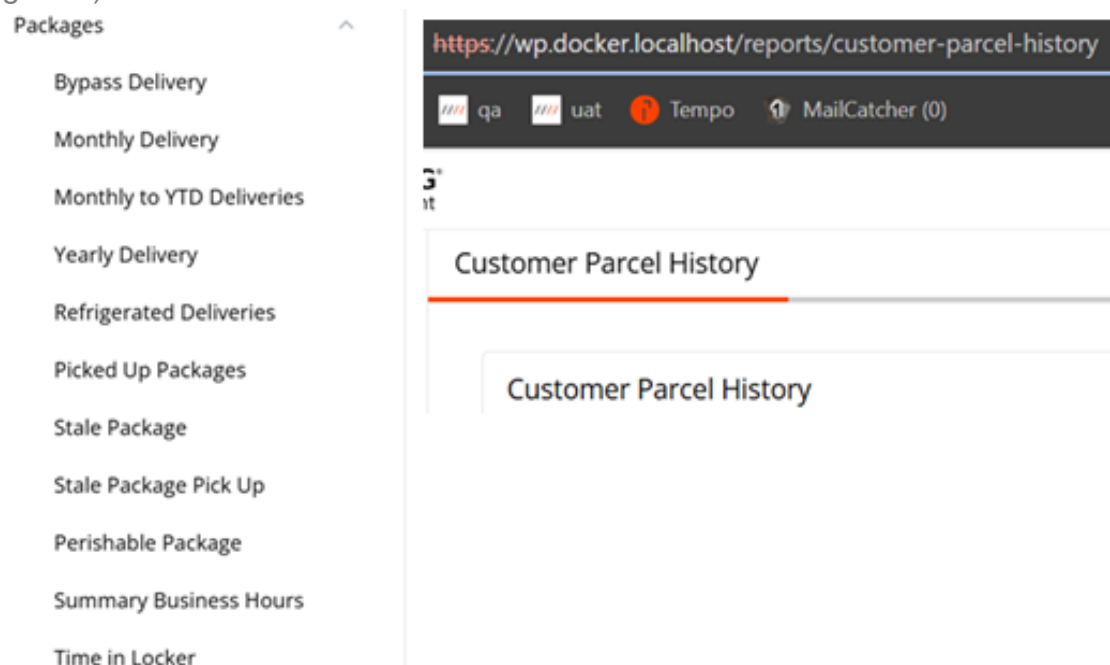 Packages
Bypass Delivery
Monthly Delivery
Monthly to YTD Deliveries
Yearly Delivery
Refrigerated Deliveries
Picked Up Packages
Stale Package
Stale Package Pick Up
Perishable Package
Summary Business Hours
Time in Locker
https://wp.docker.localhost/reports/customer-parcel-history
qa uat Tempo MailCatcher (0)
Customer Parcel History
Customer Parcel History